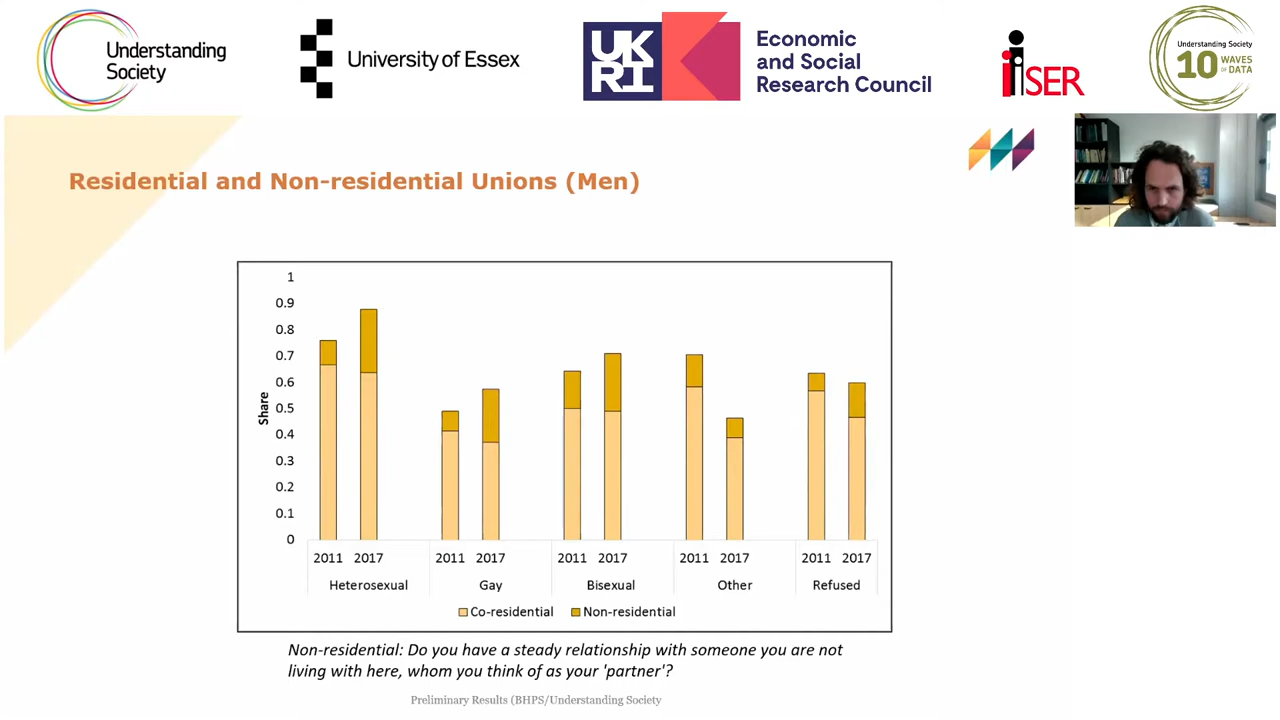 Understanding
Society
University of Essex
UK
RI
Economic
and Social
Research Council
iSER
Understanding Society
10 WAVES
OF DATA
Residential and Non-residential Unions (Men)
1
0.9
0.8
0.7
0.6
0.5
0.4
0.3
0.2
0.1
0
Share
2011 2017 2011 2017 2011 2017 2011 2017 2011 2017
Heterosexual Gay Bisexual Other Refused
Co-residential Non-residential
Non-residential: Do you have a steady relationship with someone you are not
living with here, whom you think of as your 'partner'?
Preliminary Results (BHPS/Understanding Society